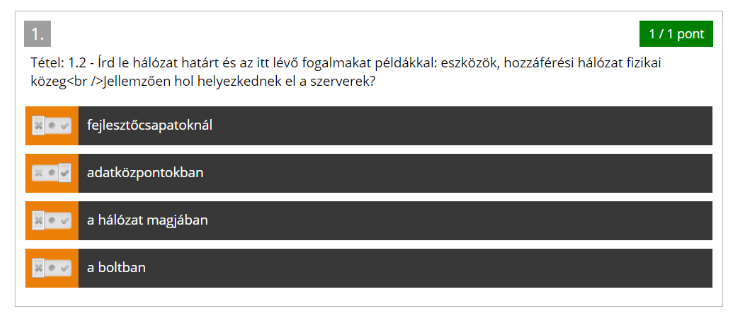 1.
1 / 1 pont
Tétel: 1.2 - Írd le hálózat határt és az itt lévő fogalmakat példákkal: eszközök, hozzáférési hálózat fizikai
közeg<br />Jellemzően hol helyezkednek el a szerverek?
fejlesztőcsapatoknál
adatközpontokban
a hálózat magjában
a boltban